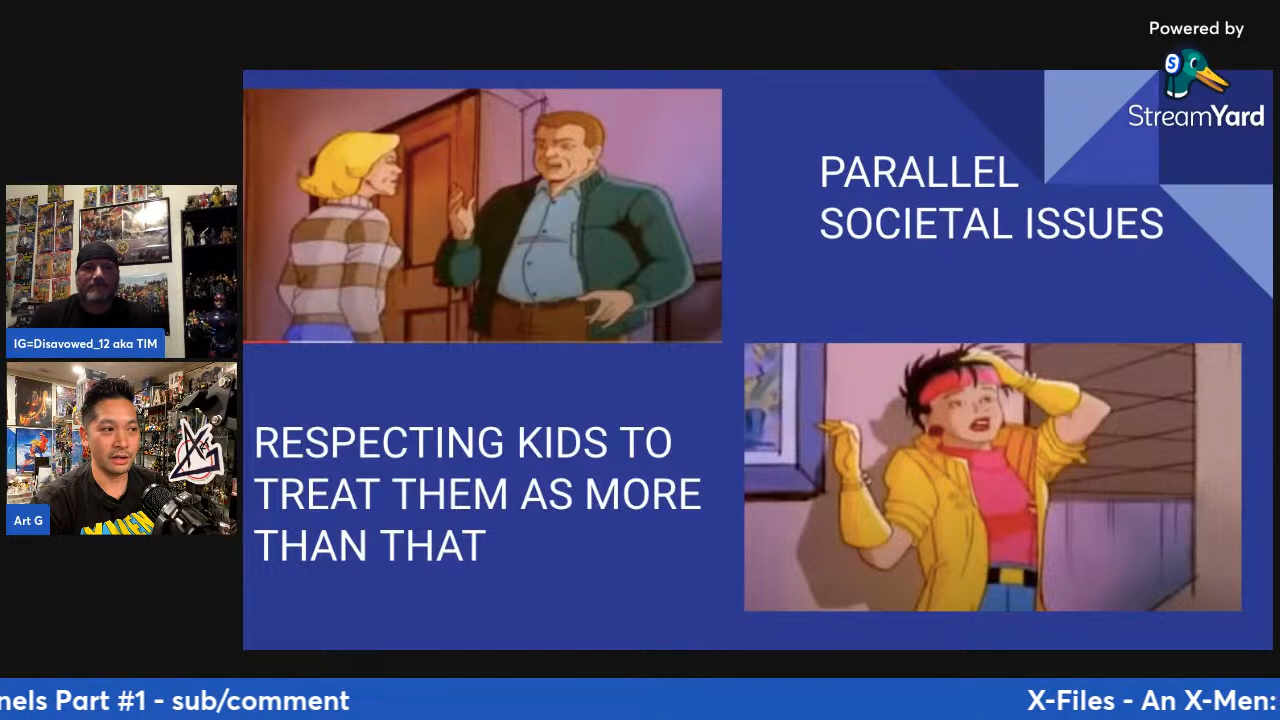 Powered by
StreamYard
PARALLEL
SOCIETAL ISSUES
IG=Disavowed_12 aka TIM
RESPECTING KIDS TO
TREAT THEM AS MORE
THAN THAT
Art G
X-MEN
nels Part #1 - sub/comment
X-Files - An X-Men: